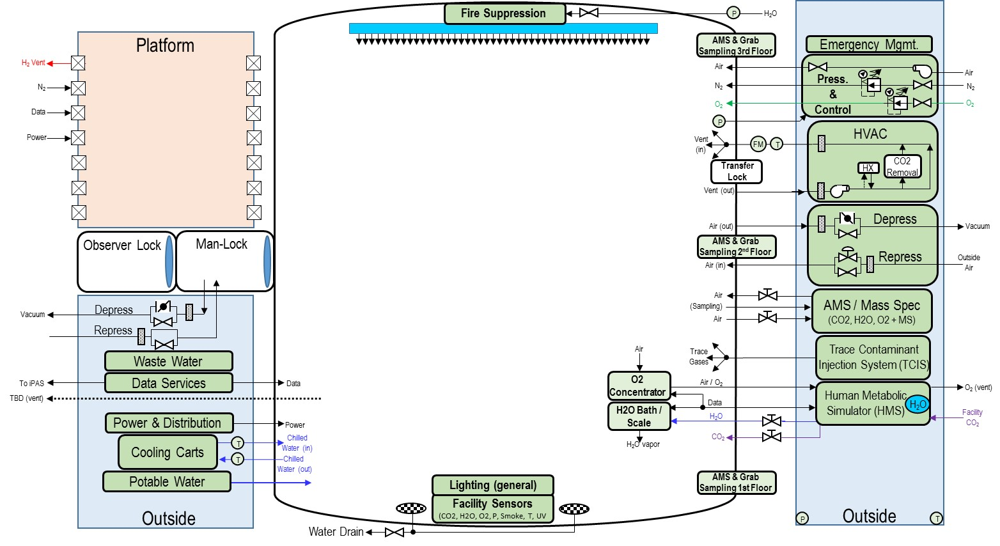 Fire Suppression
P
H₂O
Platform
H₂ Vent
N₂
Data
Power
Observer Lock
Man-Lock
Vacuum
Depress
Repress
Waste Water
To iPAS
Data Services
Data
TBD (vent)
Power & Distribution
Power
Cooling Carts
T
Chilled
Water (in)
T
Chilled
Water (out)
Potable Water
Outside
AMS & Grab
Sampling 3rd Floor
Air
N₂
O₂
P
Vent
(in)
FM
T
Transfer
Lock
Vent (out)
Air (out)
AMS & Grab
Sampling 2nd Floor
Air (in)
Air
(Sampling)
Air
Trace
Gases
Air
O2
Concentrator
Air / O₂
Data
H2O Bath /
Scale
H₂O
CO₂
H₂O vapor
AMS & Grab
Sampling 1st Floor
Lighting (general)
Facility Sensors
(CO2, H2O, O2, P, Smoke, T, UV
Water Drain
Emergency Mgmt.
Press.
&
Control
Air
N₂
O₂
HVAC
HX
CO2
Removal
Depress
Vacuum
Repress
Outside
Air
AMS / Mass Spec
(CO2, H2O, O2 + MS)
Trace Contaminant
Injection System (TCIS)
Human Metabolic
Simulator (HMS)
H₂O
O₂ (vent)
Facility
CO₂
P
Outside
T